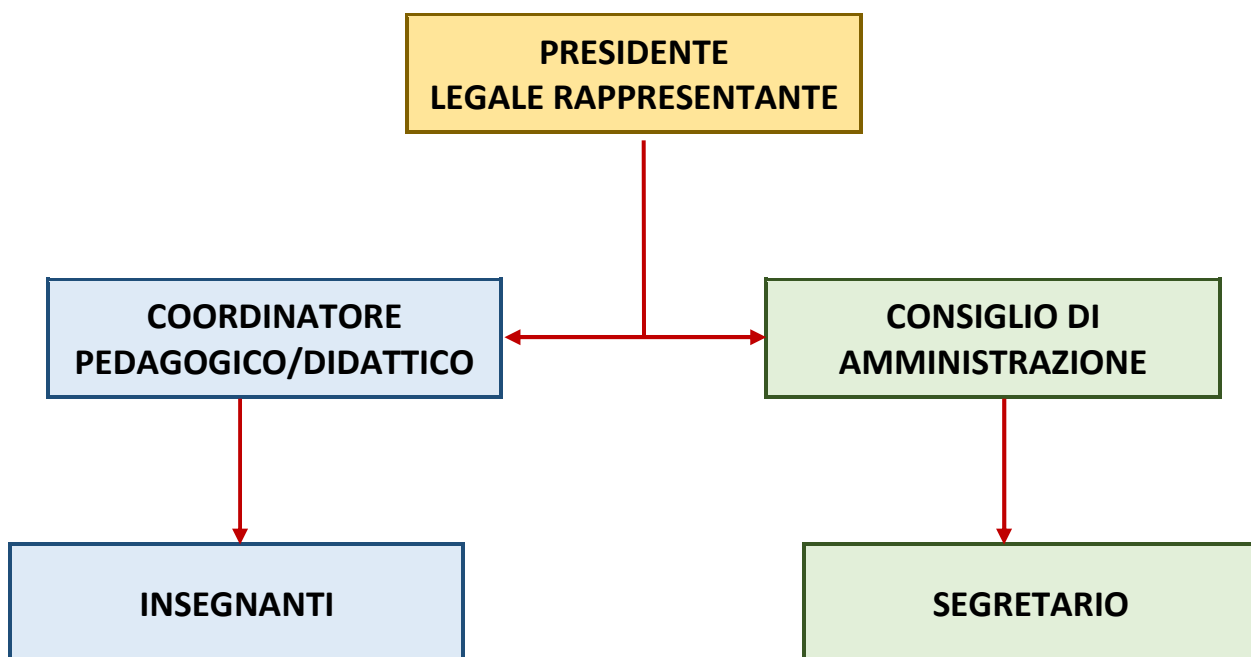 PRESIDENTE
LEGALE RAPPRESENTANTE
COORDINATORE
PEDAGOGICO/DIDATTICO
CONSIGLIO DI
AMMINISTRAZIONE
INSEGNANTI
SEGRETARIO